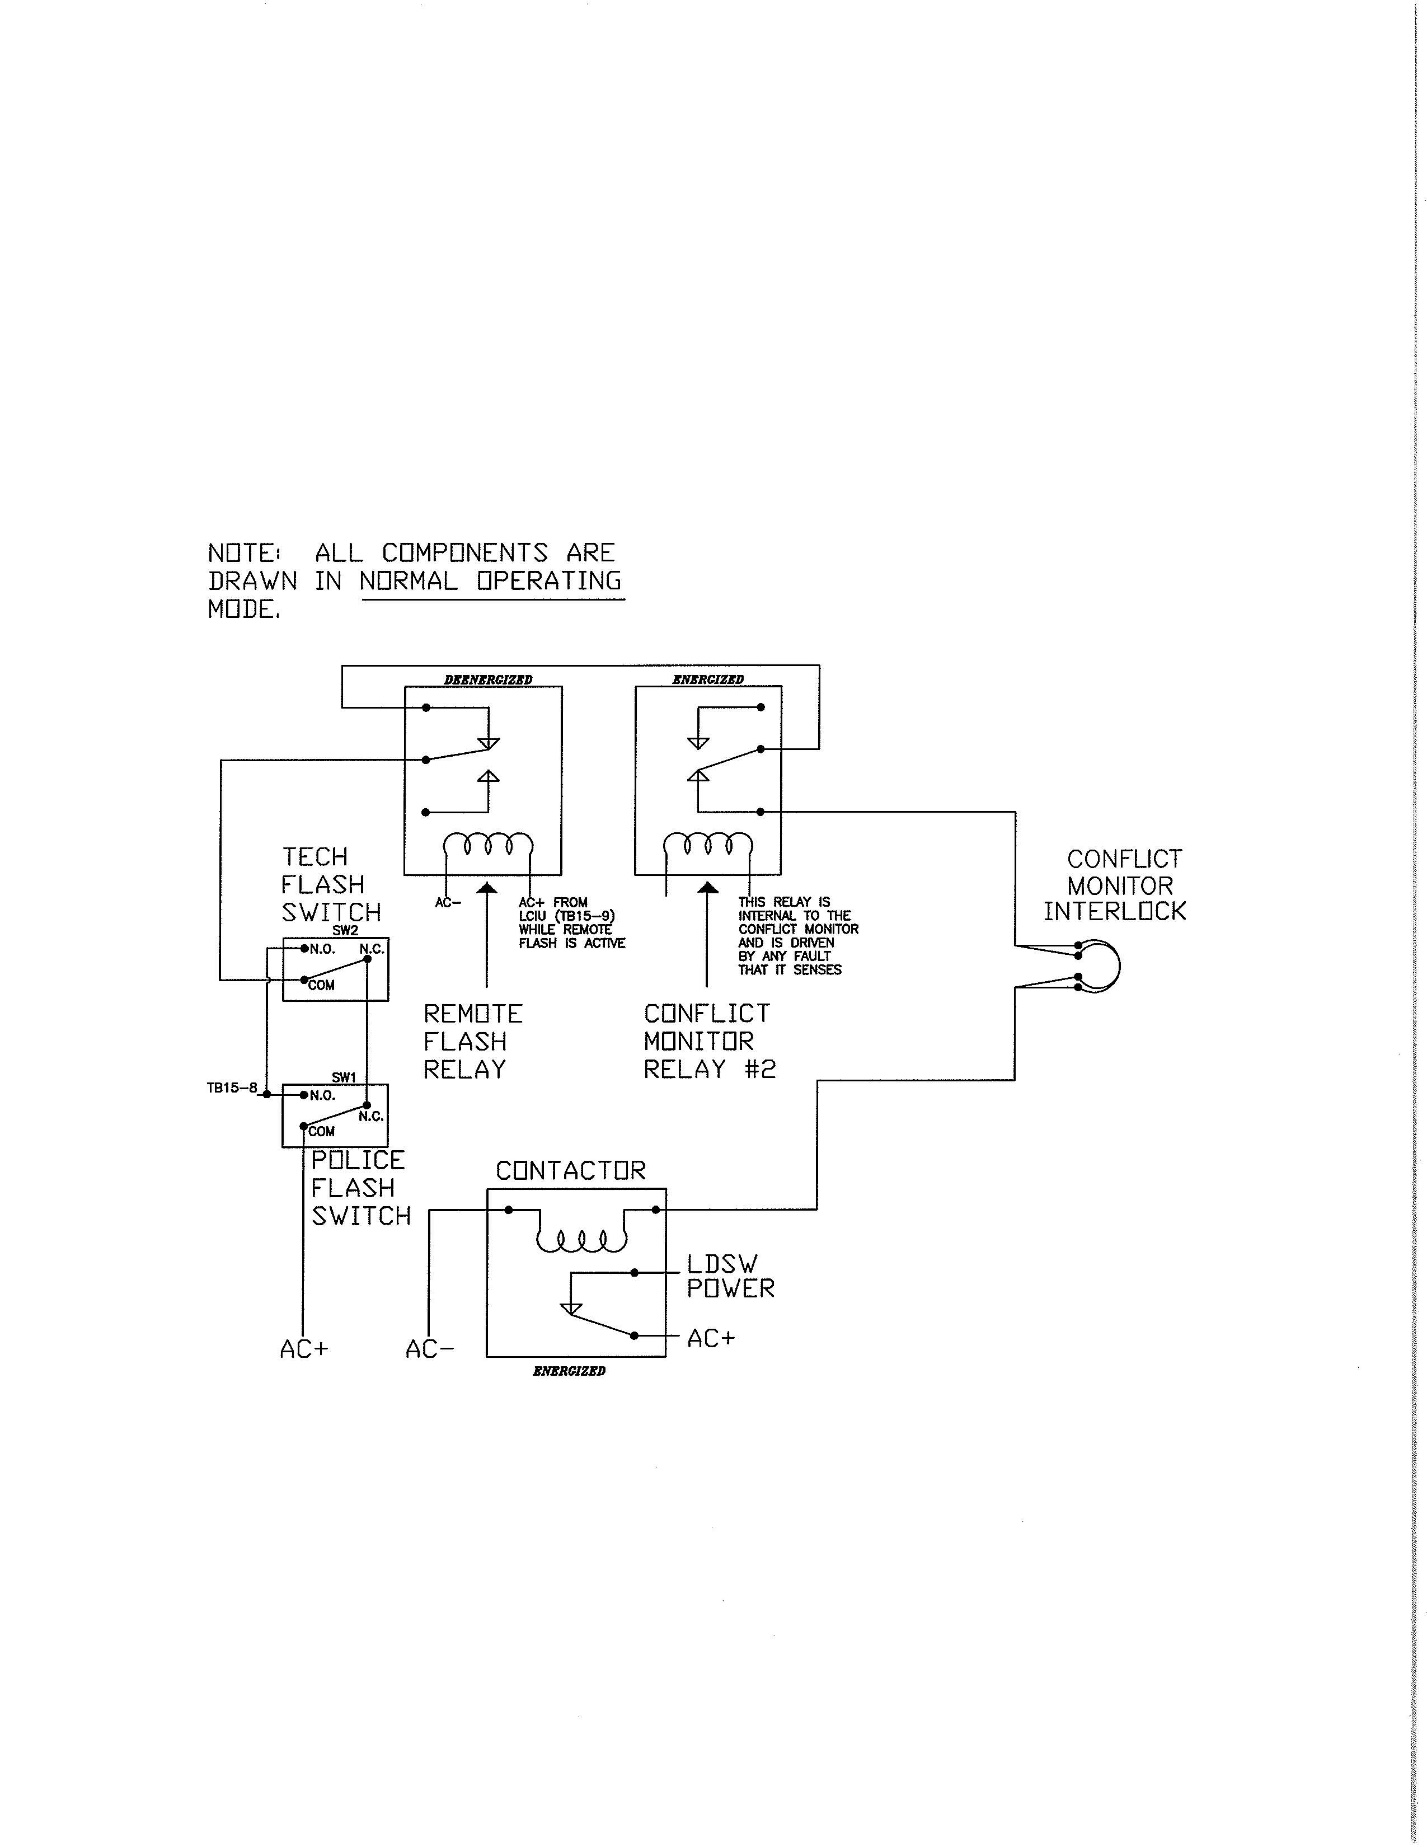 NOTE: ALL COMPONENTS ARE
DRAWN IN NORMAL OPERATING
MODE.
DEENERGIZED
ENERGIZED
AC-
AC+ FROM
LCIU (TB15-9)
WHILE REMOTE
FLASH IS ACTIVE
THIS RELAY IS
INTERNAL TO THE
CONFLICT MONITOR
AND IS DRIVEN
BY ANY FAULT
THAT IT SENSES
TECH
FLASH
SWITCH
SW2
N.O.
N.C.
COM
CONFLICT
MONITOR
INTERLOCK
REMOTE
FLASH
RELAY
CONFLICT
MONITOR
RELAY #2
TB15-8
SW1
N.O.
N.C.
COM
POLICE
FLASH
SWITCH
CONTACTOR
LDSW
POWER
AC+
AC+
AC-
ENERGIZED